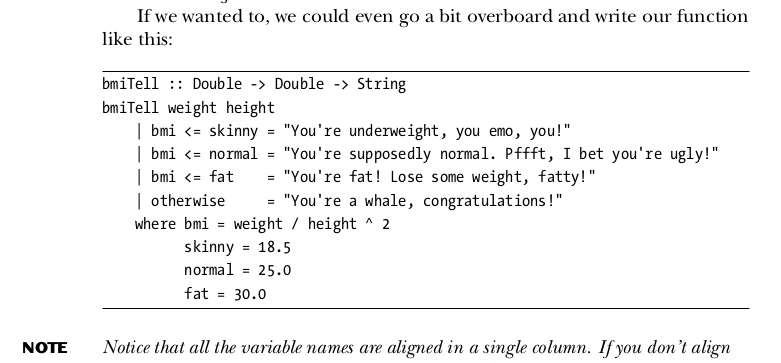 If we wanted to, we could even go a bit overboard and write our function
like this:
bmiTell :: Double -> Double -> String
bmiTell weight height
    | bmi <= skinny = "You're underweight, you emo, you!"
    | bmi <= normal = "You're supposedly normal. Pffft, I bet you're ugly!"
    | bmi <= fat    = "You're fat! Lose some weight, fatty!"
    | otherwise     = "You're a whale, congratulations!"
    where bmi = weight / height ^ 2
          skinny = 18.5
          normal = 25.0
          fat = 30.0
NOTE Notice that all the variable names are aligned in a single column. If you don't align